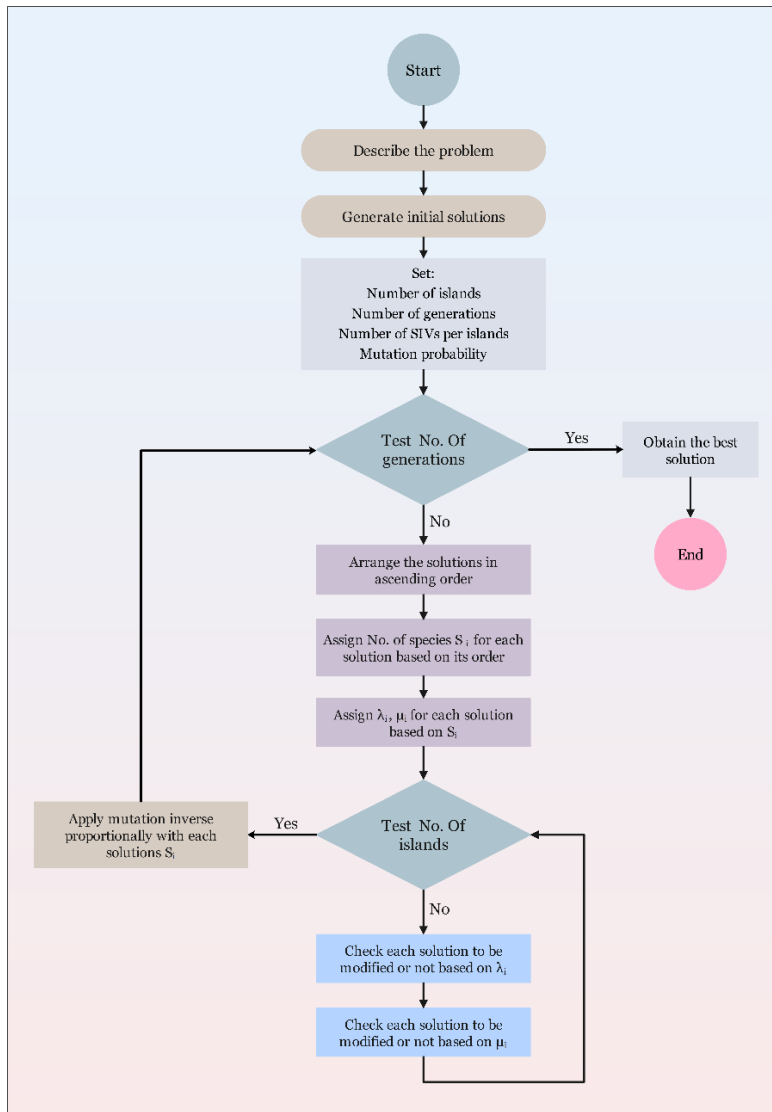 Start
Describe the problem
Generate initial solutions
Set:
Number of islands
Number of generations
Number of SIVs per islands
Mutation probability
Test No. Of
generations
Yes
Obtain the best
solution
No
End
Arrange the solutions in
ascending order
Assign No. of species S i for each
solution based on its order
Assign λi, μi for each solution
based on Si
Apply mutation inverse
proportionally with each
solutions Si
Yes
Test No. Of
islands
No
Check each solution to be
modified or not based on λi
Check each solution to be
modified or not based on μi